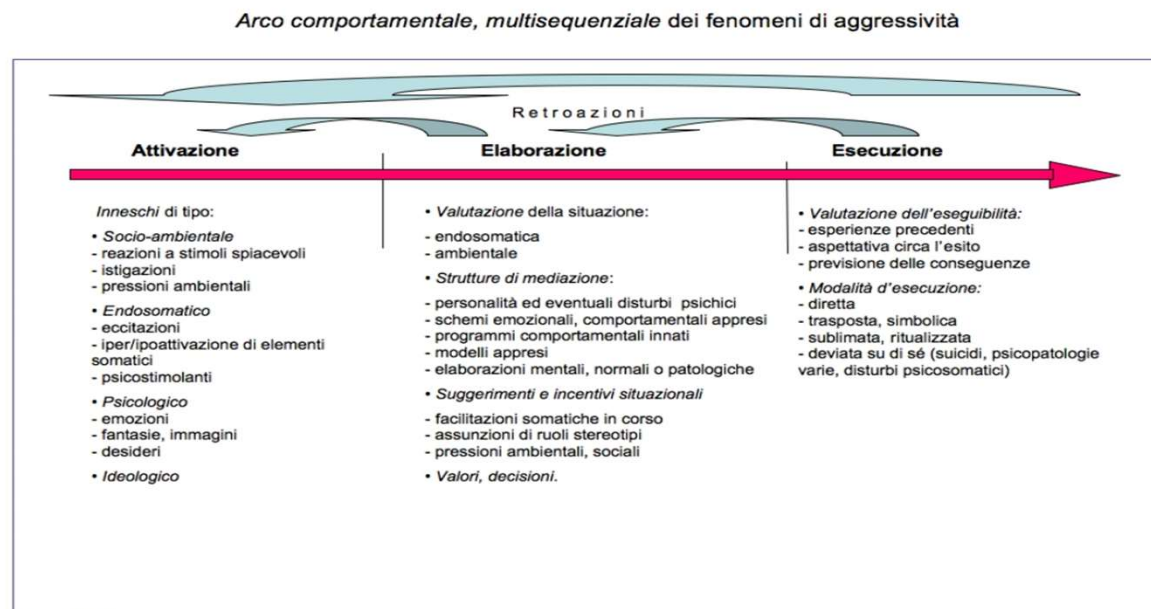 Arco comportamentale, multisequenziale dei fenomeni di aggressività
Retroazioni
Attivazione
Inneschi di tipo:
• Socio-ambientale
- reazioni a stimoli spiacevoli
- istigazioni
- pressioni ambientali
• Endosomatico
- eccitazioni
- iper/ipoattivazione di elementi
somatici
- psicostimolanti
• Psicologico
- emozioni
- fantasie, immagini
- desideri
• Ideologico
Elaborazione
• Valutazione della situazione:
- endosomatica
- ambientale
• Strutture di mediazione:
- personalità ed eventuali disturbi psichici
- schemi emozionali, comportamentali appresi
- programmi comportamentali innati
- modelli appresi
- elaborazioni mentali, normali o patologiche
• Suggerimenti e incentivi situazionali
- facilitazioni somatiche in corso
- assunzioni di ruoli stereotipi
- pressioni ambientali, sociali
• Valori, decisioni.
Esecuzione
• Valutazione dell'eseguibilità:
- esperienze precedenti
- aspettativa circa l'esito
- previsione delle conseguenze
• Modalità d'esecuzione:
- diretta
- trasposta, simbolica
- sublimata, ritualizzata
- deviata su di sé (suicidi, psicopatologie
varie, disturbi psicosomatici)